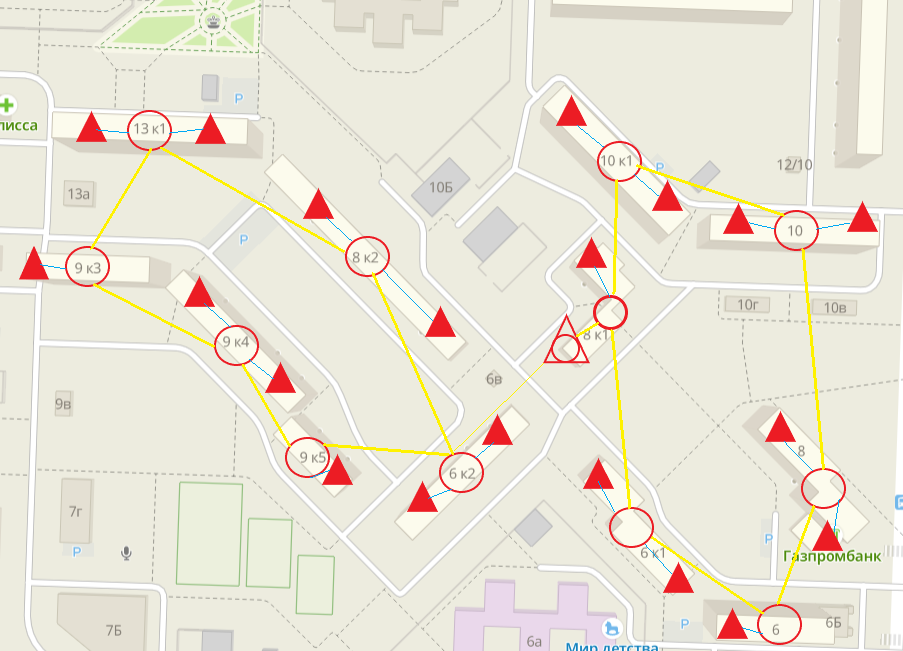 P
лисса
13 к1
13а
10Б
10 к1
P
12/10
P
8 к2
10
9 к3
10г
10в
8 к1
9 к4
6в
9в
8
9 к5
6 к2
7г
P
P
6 к1
Газпромбанк
7Б
6а
Мир детства
P
6
6Б